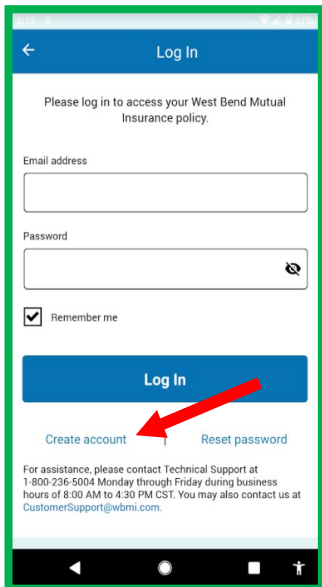 2:12
61%
Log In
Please log in to access your West Bend Mutual
Insurance policy.
Email address
Password
Remember me
Log In
Create account
Reset password
For assistance, please contact Technical Support at
1-800-236-5004 Monday through Friday during business
hours of 8:00 AM to 4:30 PM CST. You may also contact us at
CustomerSupport@wbmi.com.